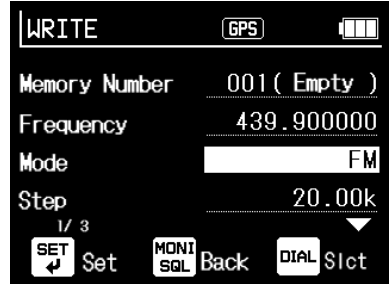 WRITE GPS
Memory Number 001( Empty )
Frequency 439.900000
Mode FM
Step 20.00k
1/ 3
SET Set MONI SQL Back DIAL Slct